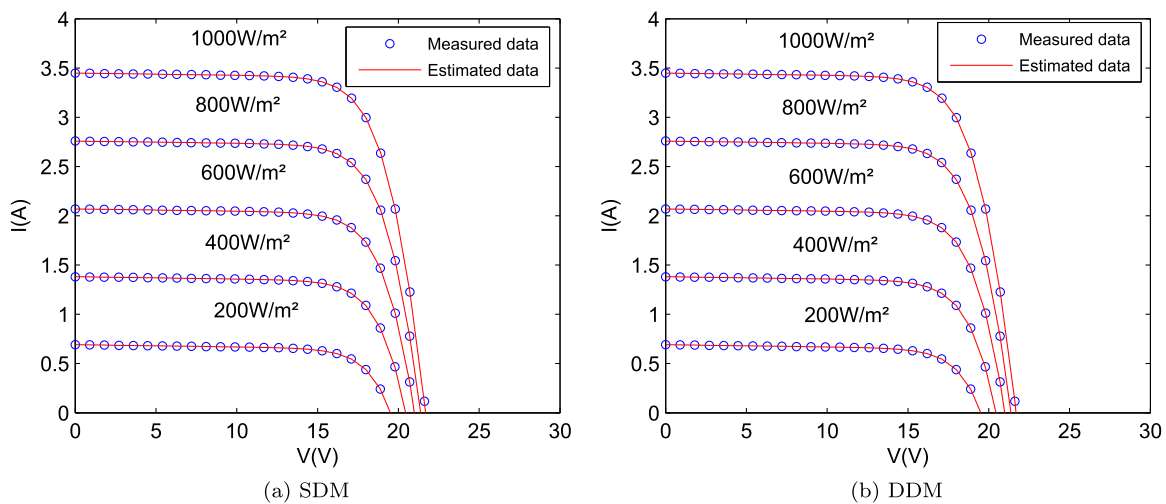 4
3.5
3
2.5
2
1.5
1
0.5
0
I(A)
1000W/m²
800W/m²
600W/m²
400W/m²
200W/m²
Measured data
Estimated data
0 5 10 15 20 25 30
V(V)
(a) SDM
4
3.5
3
2.5
2
1.5
1
0.5
0
I(A)
1000W/m²
800W/m²
600W/m²
400W/m²
200W/m²
Measured data
Estimated data
0 5 10 15 20 25 30
V(V)
(b) DDM